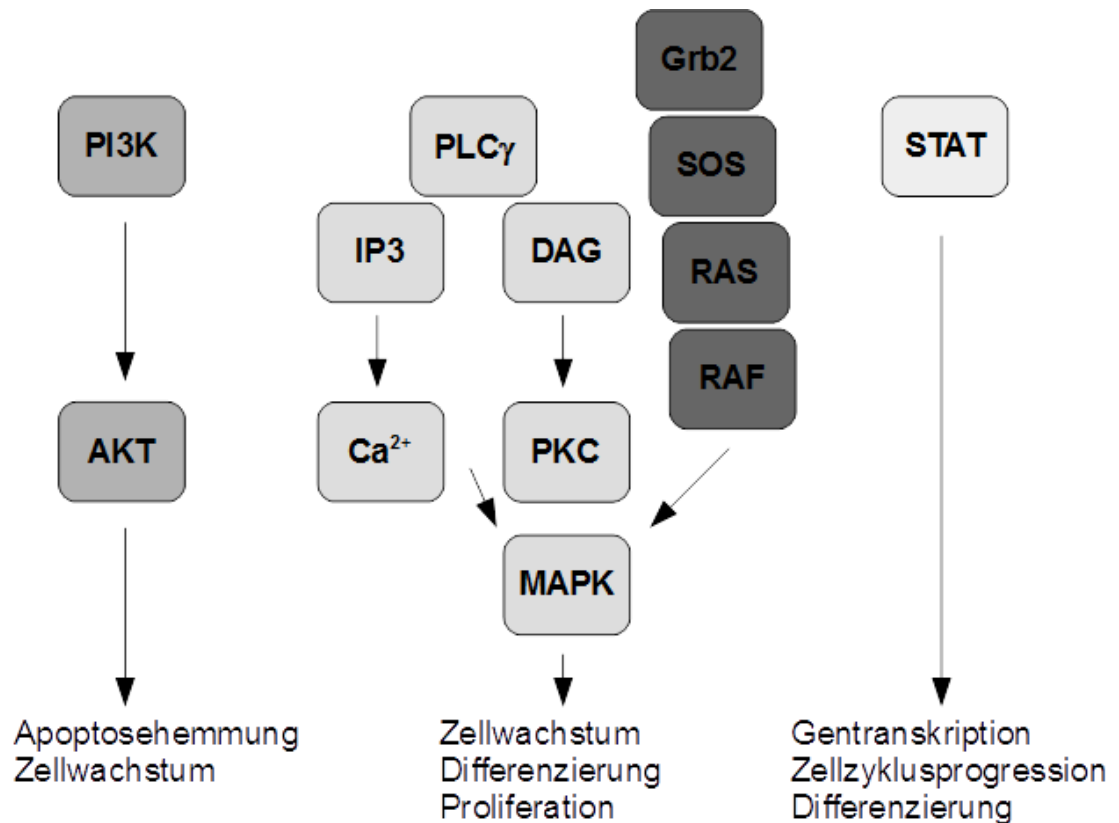 Grb2
PI3K
PLCγ
SOS
STAT
IP3
DAG
RAS
RAF
AKT
Ca²⁺
PKC
MAPK
Apoptosehemmung
Zellwachstum
Zellwachstum
Differenzierung
Proliferation
Gentranskription
Zellzyklusprogression
Differenzierung